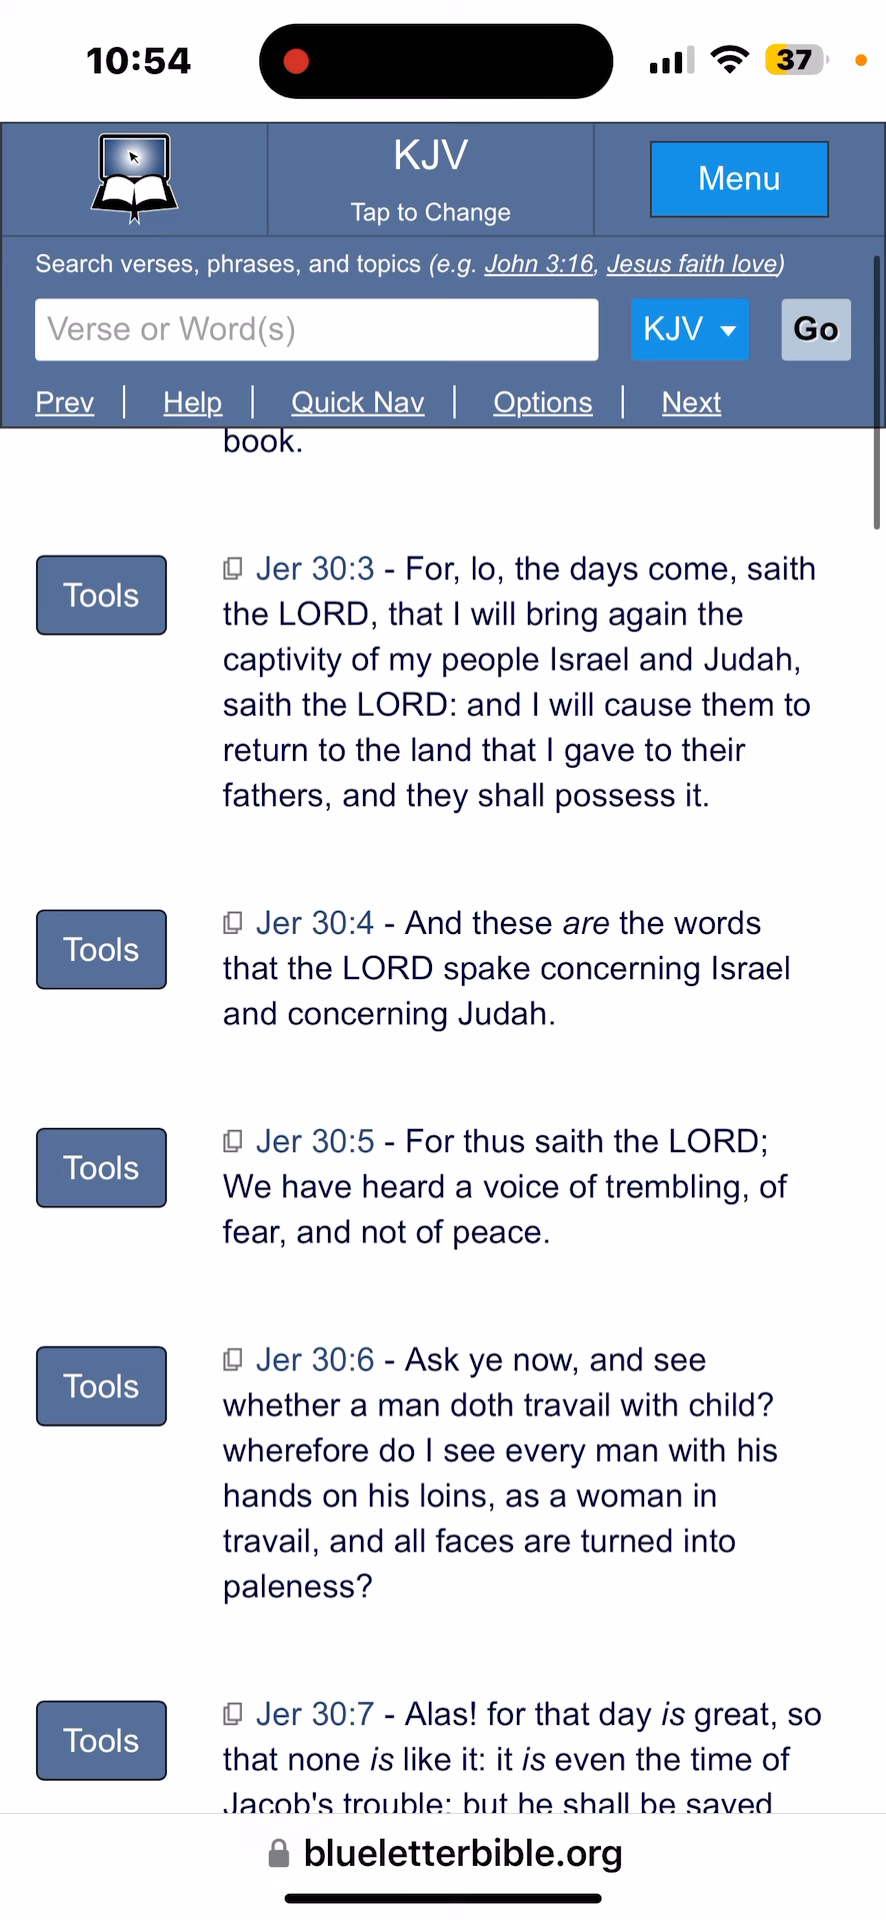 10:54
37
KJV
Tap to Change
Menu
Search verses, phrases, and topics (e.g. John 3:16, Jesus faith love)
Verse or Word(s)
KJV
Go
Prev | Help | Quick Nav | Options | Next
book.
Tools
Jer 30:3 - For, lo, the days come, saith
the LORD, that I will bring again the
captivity of my people Israel and Judah,
saith the LORD: and I will cause them to
return to the land that I gave to their
fathers, and they shall possess it.
Tools
Jer 30:4 - And these are the words
that the LORD spake concerning Israel
and concerning Judah.
Tools
Jer 30:5 - For thus saith the LORD;
We have heard a voice of trembling, of
fear, and not of peace.
Tools
Jer 30:6 - Ask ye now, and see
whether a man doth travail with child?
wherefore do I see every man with his
hands on his loins, as a woman in
travail, and all faces are turned into
paleness?
Tools
Jer 30:7 - Alas! for that day is great, so
that none is like it: it is even the time of
Jacob's trouble; but he shall be saved
blueletterbible.org